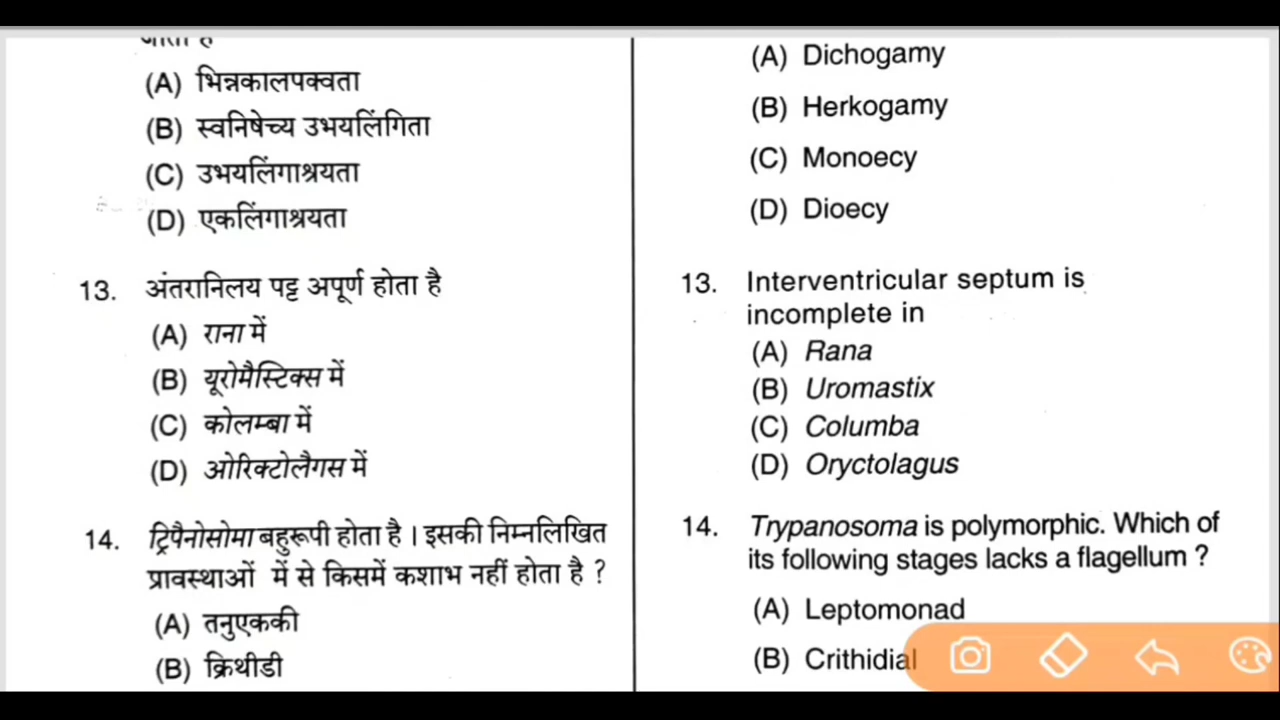 जाता है
(A) भिन्नकालपक्वता
(B) स्वनिषेच्य उभयलिंगिता
(C) उभयलिंगाश्रयता
(D) एकलिंगाश्रयता
13. अंतरानिलय पट्ट अपूर्ण होता है
(A) राना में
(B) यूरोमैस्टिक्स में
(C) कोलम्बा में
(D) ओरिक्टोलैगस में
14. ट्रिपैनोसोमा बहुरूपी होता है । इसकी निम्नलिखित
प्रावस्थाओं में से किसमें कशाभ नहीं होता है ?
(A) तनुएककी
(B) क्रिथीडी
(A) Dichogamy
(B) Herkogamy
(C) Monoecy
(D) Dioecy
13. Interventricular septum is
incomplete in
(A) Rana
(B) Uromastix
(C) Columba
(D) Oryctolagus
14. Trypanosoma is polymorphic. Which of
its following stages lacks a flagellum ?
(A) Leptomonad
(B) Crithidial